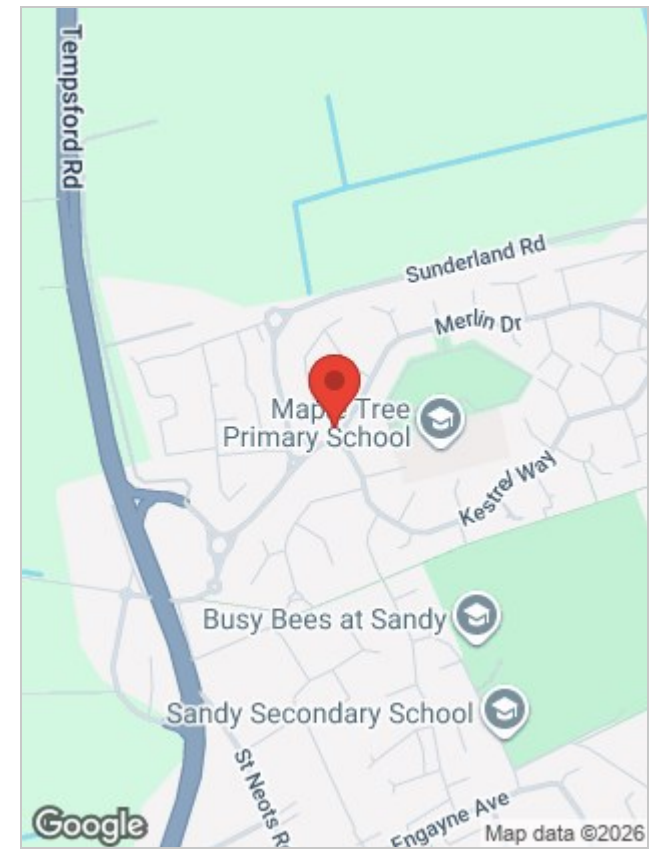 Tempsford Rd
Sunderland Rd
Merlin Dr
Maple Tree
Primary School
Kestrel Way
Busy Bees at Sandy
Sandy Secondary School
St Neots
Engayne Ave
Google
Map data ©2026